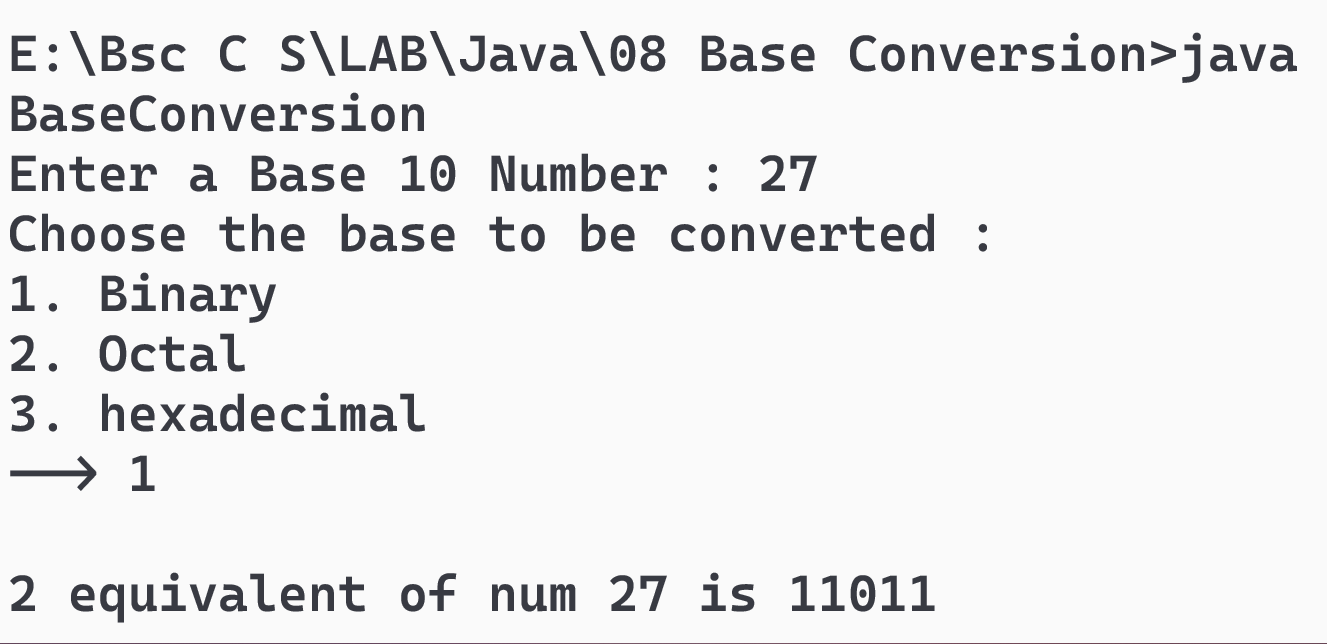 E:\Bsc C S\LAB\Java\08 Base Conversion>java
BaseConversion
Enter a Base 10 Number : 27
Choose the base to be converted :
1. Binary
2. Octal
3. hexadecimal
⟶ 1
2 equivalent of num 27 is 11011